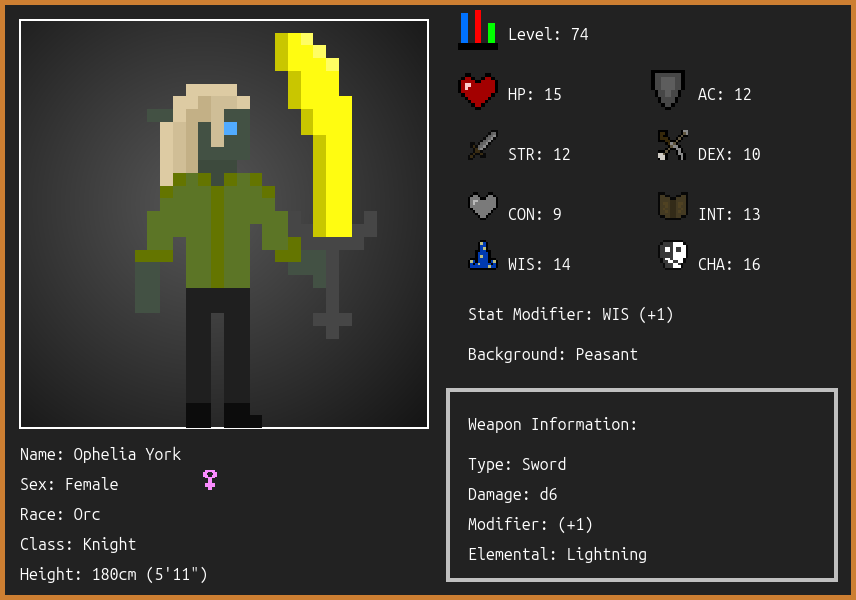 Level: 74
HP: 15
AC: 12
STR: 12
DEX: 10
CON: 9
INT: 13
WIS: 14
CHA: 16
Stat Modifier: WIS (+1)
Background: Peasant
Weapon Information:
Type: Sword
Damage: d6
Modifier: (+1)
Elemental: Lightning
Name: Ophelia York
Sex: Female
Race: Orc
Class: Knight
Height: 180cm (5'11")